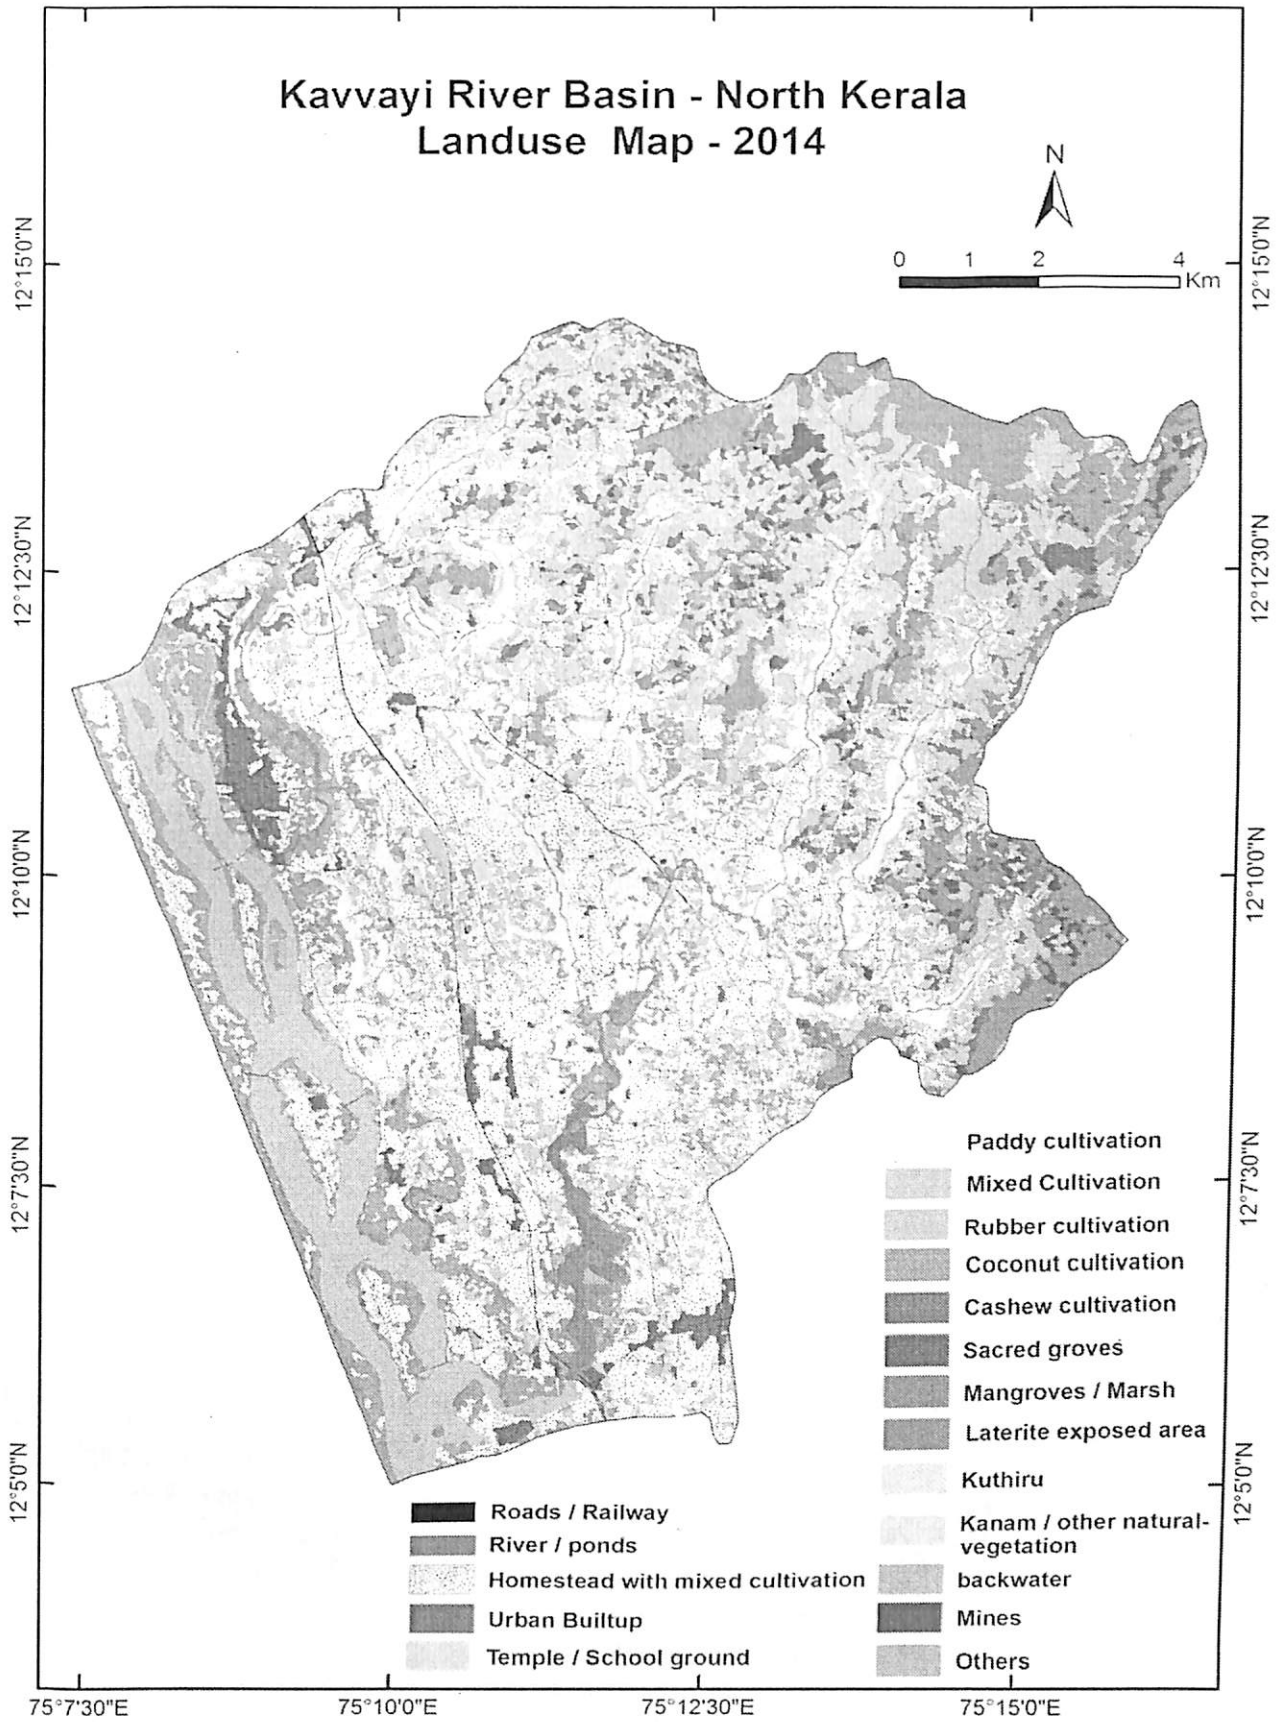 Kavvayi River Basin - North Kerala
Landuse Map - 2014
N
0 1 2 4
Km
12°15'0"N
12°15'0"N
12°12'30"N
12°12'30"N
12°10'0"N
12°10'0"N
12°7'30"N
12°7'30"N
12°5'0"N
12°5'0"N
Paddy cultivation
Mixed Cultivation
Rubber cultivation
Coconut cultivation
Cashew cultivation
Sacred groves
Mangroves / Marsh
Laterite exposed area
Kuthiru
Kanam / other natural-
vegetation
backwater
Mines
Others
Roads / Railway
River / ponds
Homestead with mixed cultivation
Urban Builtup
Temple / School ground
75°7'30"E 75°10'0"E 75°12'30"E 75°15'0"E